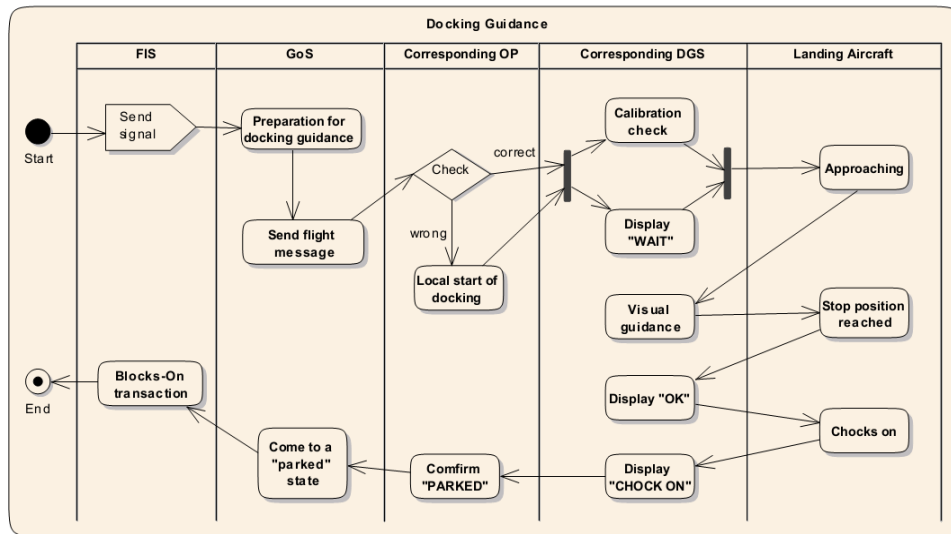 Docking Guidance
FIS
GoS
Corresponding OP
Corresponding DGS
Landing Aircraft
Start
Send
signal
Preparation for
docking guidance
Send flight
message
Check
correct
wrong
Local start of
docking
Calibration
check
Display
"WAIT"
Approaching
Visual
guidance
Stop position
reached
Display "OK"
Chocks on
Display
"CHOCK ON"
Comfirm
"PARKED"
Come to a
"parked"
state
Blocks-On
transaction
End